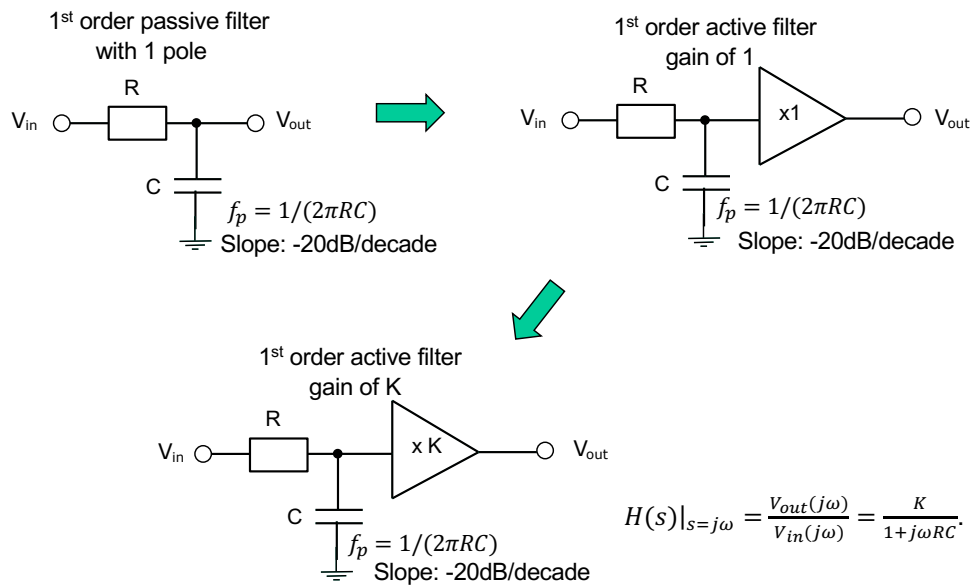 1st order passive filter
with 1 pole
R
Vin
Vout
C
fp = 1/(2πRC)
Slope: -20dB/decade
1st order active filter
gain of 1
R
Vin
x1
Vout
C
fp = 1/(2πRC)
Slope: -20dB/decade
1st order active filter
gain of K
R
Vin
x K
Vout
C
fp = 1/(2πRC)
Slope: -20dB/decade
H(s)|s=jω = Vout(jω)/Vin(jω) = K/1+jωRC.